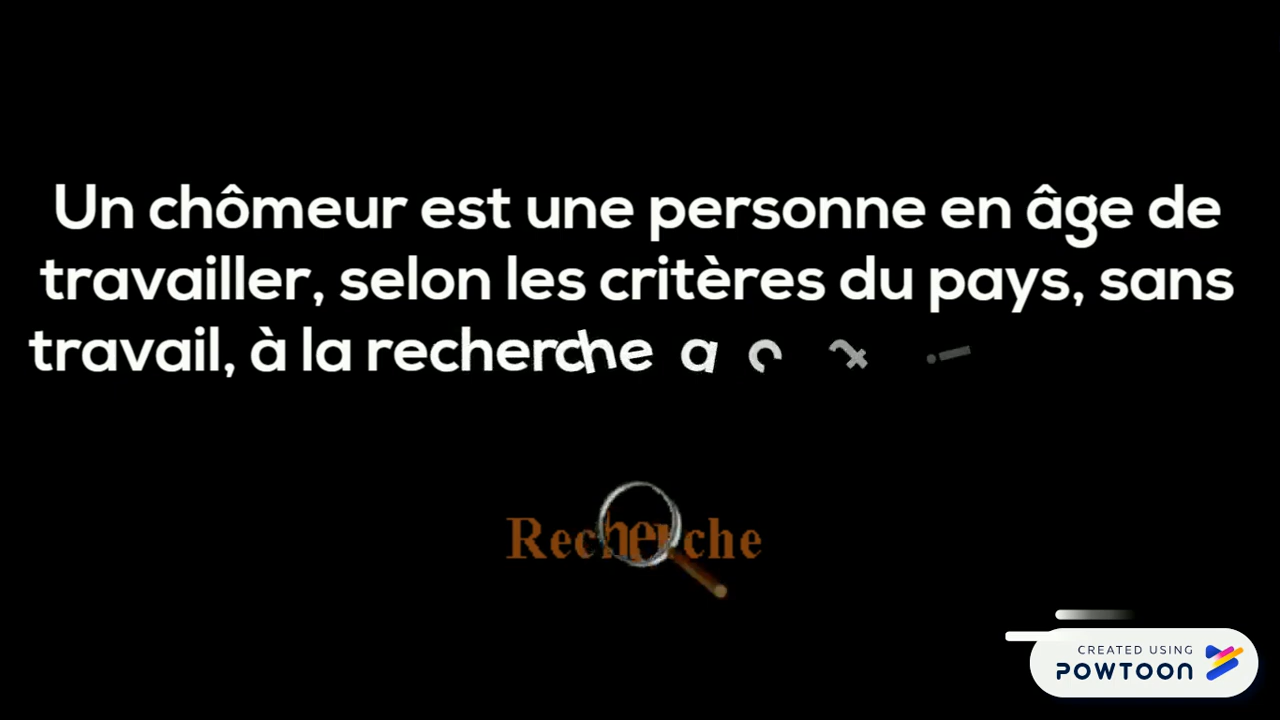 Un chômeur est une personne en âge de
travailler, selon les critères du pays, sans
travail, à la recherche
Recherche
CREATED USING
POWTOON